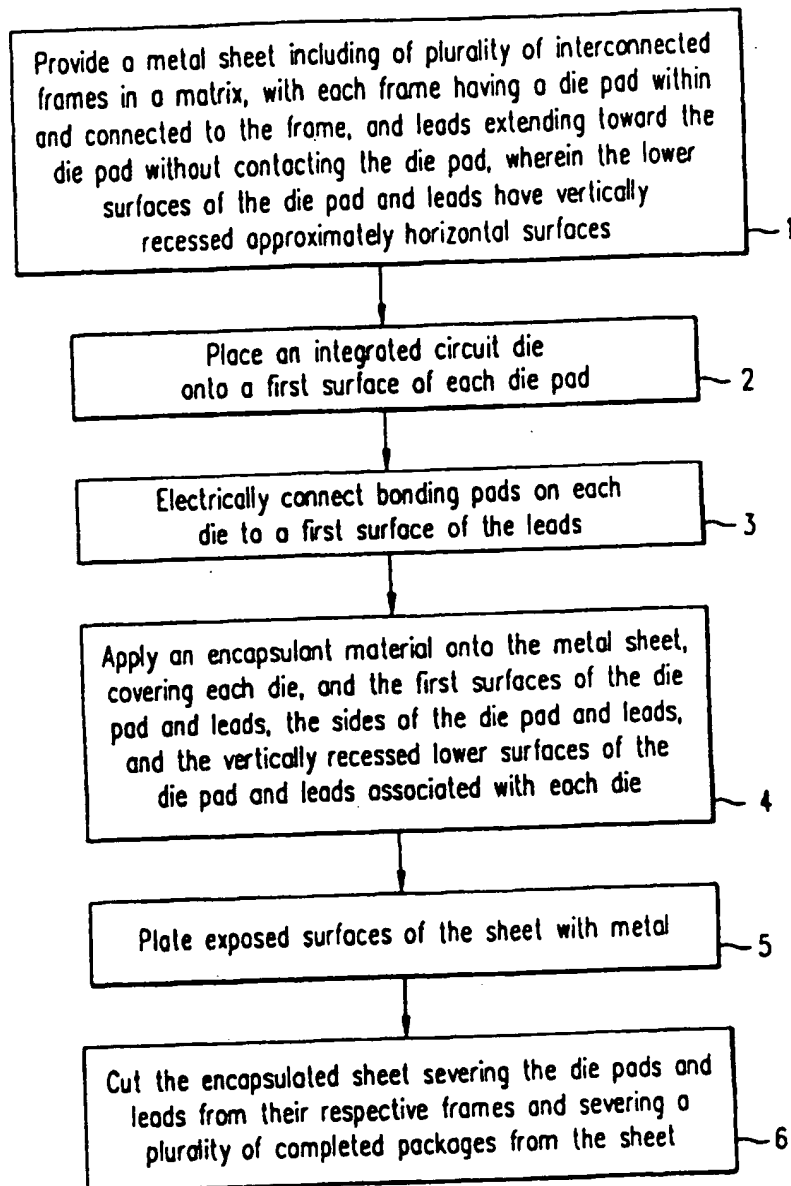 Provide a metal sheet including of plurality of interconnected
frames in a matrix, with each frame having a die pad within
and connected to the frame, and leads extending toward the
die pad without contacting the die pad, wherein the lower
surfaces of the die pad and leads have vertically
recessed approximately horizontal surfaces
1
Place an integrated circuit die
onto a first surface of each die pad
2
Electrically connect bonding pads on each
die to a first surface of the leads
3
Apply an encapsulant material onto the metal sheet,
covering each die, and the first surfaces of the die
pad and leads, the sides of the die pad and leads,
and the vertically recessed lower surfaces of the
die pad and leads associated with each die
4
Plate exposed surfaces of the sheet with metal
5
Cut the encapsulated sheet severing the die pads and
leads from their respective frames and severing a
plurality of completed packages from the sheet
6